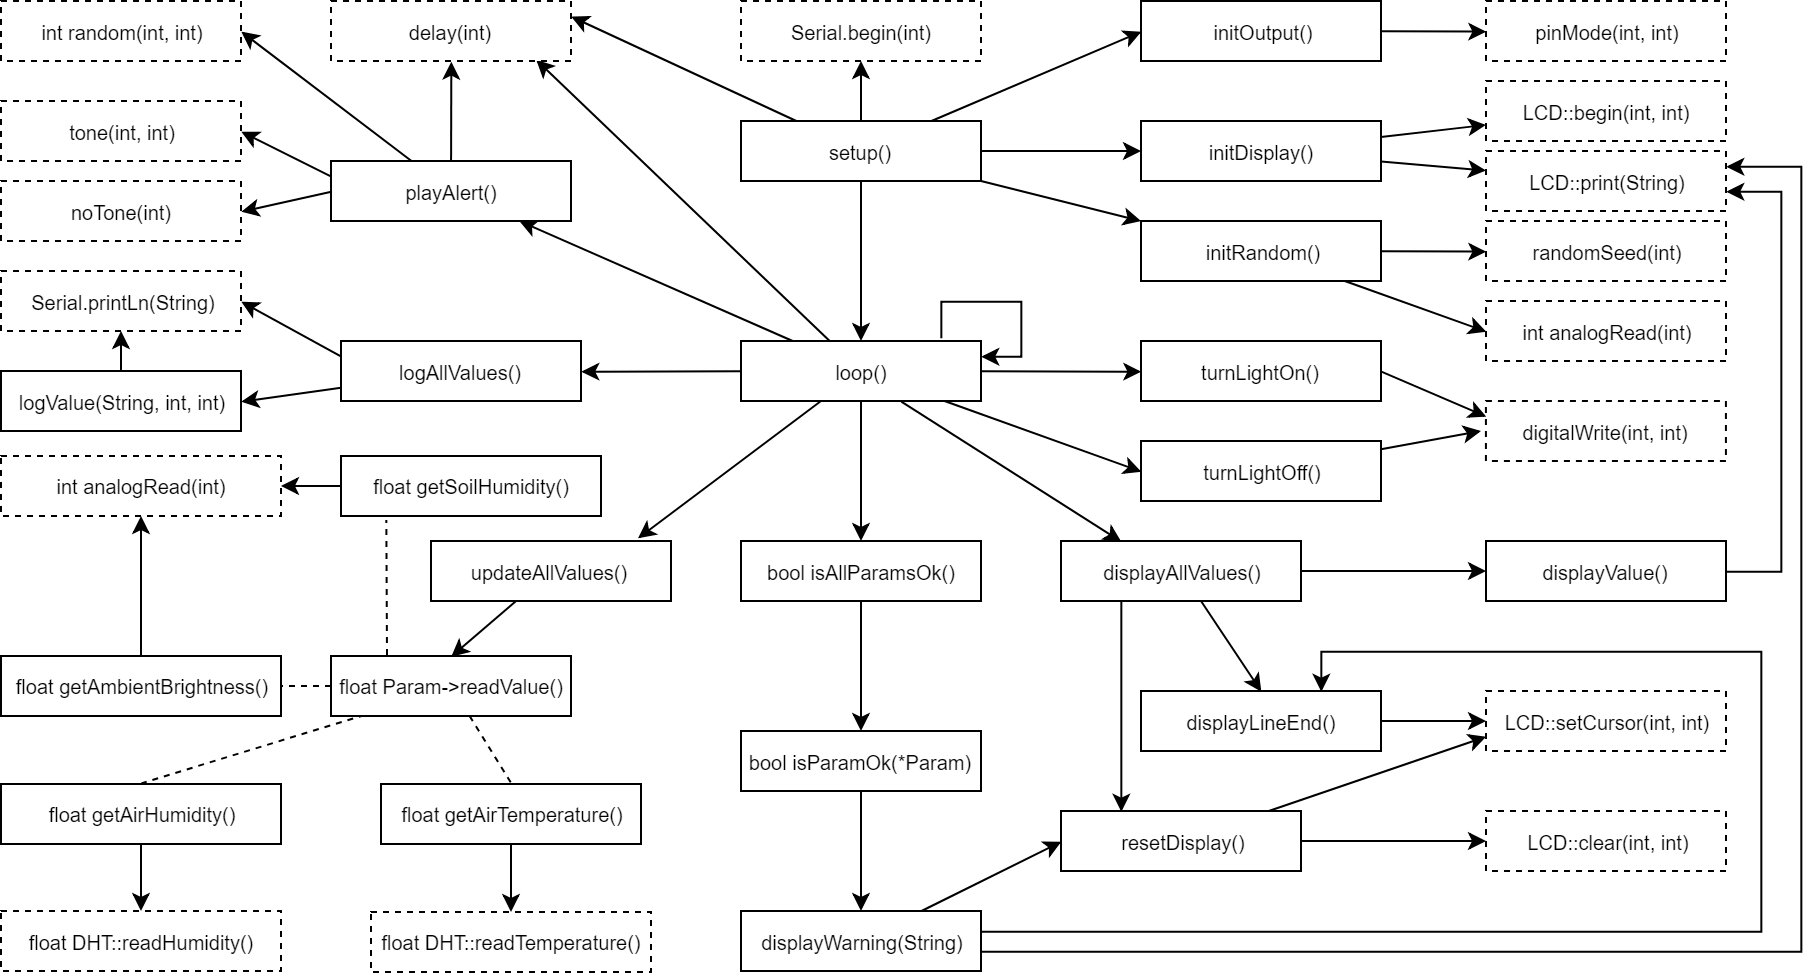 int random(int, int)
delay(int)
Serial.begin(int)
initOutput()
pinMode(int, int)
tone(int, int)
LCD::begin(int, int)
setup()
initDisplay()
LCD::print(String)
playAlert()
noTone(int)
initRandom()
randomSeed(int)
Serial.printLn(String)
int analogRead(int)
logAllValues()
loop()
turnLightOn()
logValue(String, int, int)
digitalWrite(int, int)
turnLightOff()
int analogRead(int)
float getSoilHumidity()
updateAllValues()
bool isAllParamsOk()
displayAllValues()
displayValue()
float getAmbientBrightness()
float Param->readValue()
displayLineEnd()
LCD::setCursor(int, int)
bool isParamOk(*Param)
float getAirHumidity()
float getAirTemperature()
resetDisplay()
LCD::clear(int, int)
float DHT::readHumidity()
float DHT::readTemperature()
displayWarning(String)